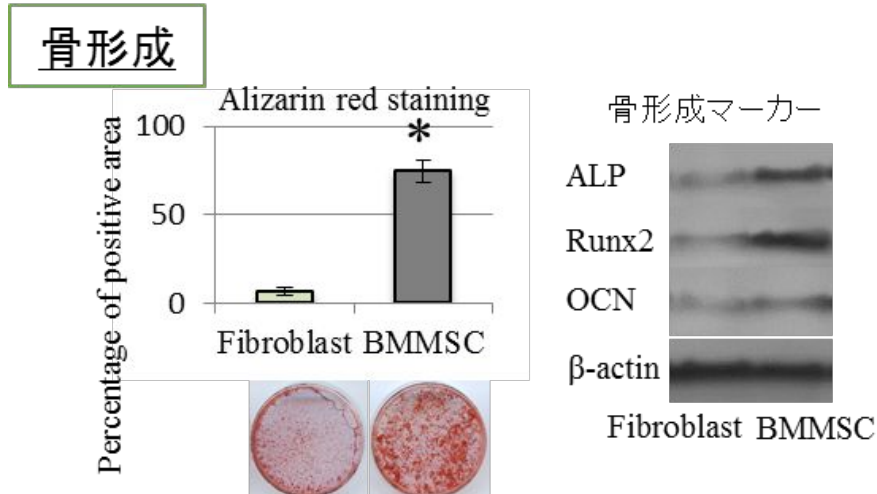 骨形成
Alizarin red staining
Percentage of positive area
100
*
50
0
Fibroblast BMMSC
骨形成マーカー
ALP
Runx2
OCN
β-actin
Fibroblast BMMSC